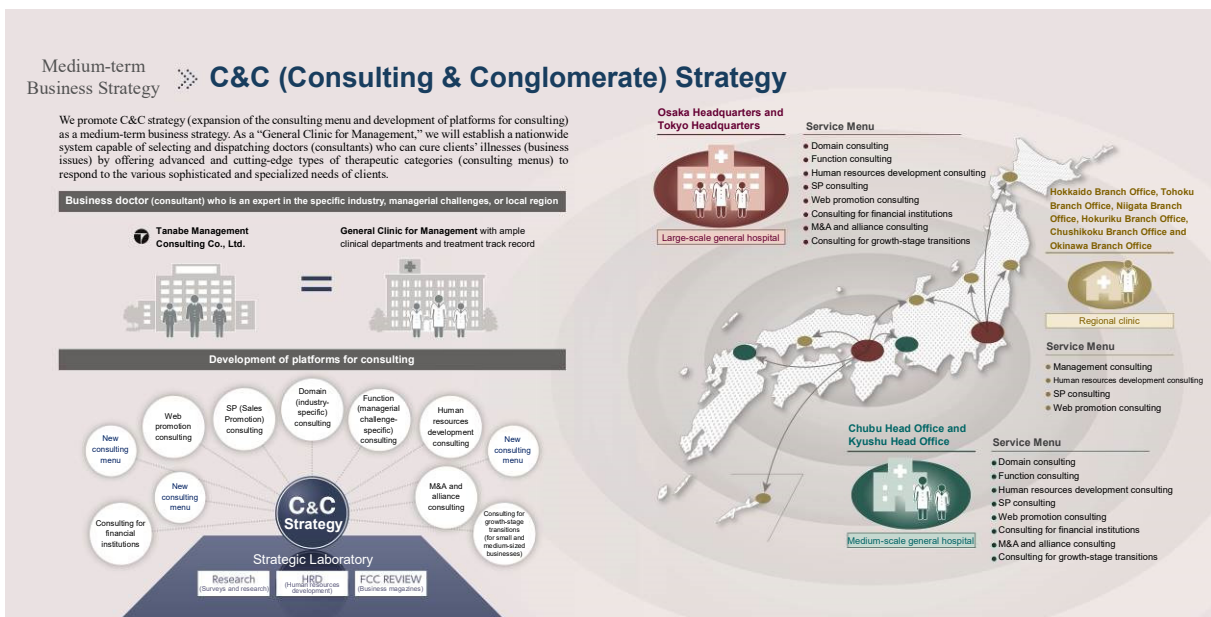 Medium-term
Business Strategy
C&C (Consulting & Conglomerate) Strategy
We promote C&C strategy (expansion of the consulting menu and development of platforms for consulting)
as a medium-term business strategy. As a “General Clinic for Management,” we will establish a nationwide
system capable of selecting and dispatching doctors (consultants) who can cure clients’ illnesses (business
issues) by offering advanced and cutting-edge types of therapeutic categories (consulting menus) to
respond to the various sophisticated and specialized needs of clients.
Business doctor (consultant) who is an expert in the specific industry, managerial challenges, or local region
Tanabe Management
Consulting Co., Ltd.
General Clinic for Management with ample
clinical departments and treatment track record
=
Development of platforms for consulting
New
consulting
menu
Web
promotion
consulting
SP (Sales
Promotion)
consulting
Domain
(industry-
specific)
consulting
Function
(managerial
challenge-
specific)
consulting
Human
resources
development
consulting
New
consulting
menu
New
consulting
menu
M&A and
alliance
consulting
Consulting for
financial
institutions
Consulting for
growth-stage
transitions
(for small and
medium-sized
businesses)
C&C
Strategy
Strategic Laboratory
Research
(Surveys and research)
HRD
(Human resources
development)
FCC REVIEW
(Business magazines)
Osaka Headquarters and
Tokyo Headquarters
Large-scale general hospital
Service Menu
Domain consulting
Function consulting
Human resources development consulting
SP consulting
Web promotion consulting
Consulting for financial institutions
M&A and alliance consulting
Consulting for growth-stage transitions
Hokkaido Branch Office, Tohoku
Branch Office, Niigata Branch
Office, Hokuriku Branch Office,
Chushikoku Branch Office and
Okinawa Branch Office
Regional clinic
Service Menu
Management consulting
Human resources development consulting
SP consulting
Web promotion consulting
Chubu Head Office and
Kyushu Head Office
Medium-scale general hospital
Service Menu
Domain consulting
Function consulting
Human resources development consulting
SP consulting
Web promotion consulting
Consulting for financial institutions
M&A and alliance consulting
Consulting for growth-stage transitions